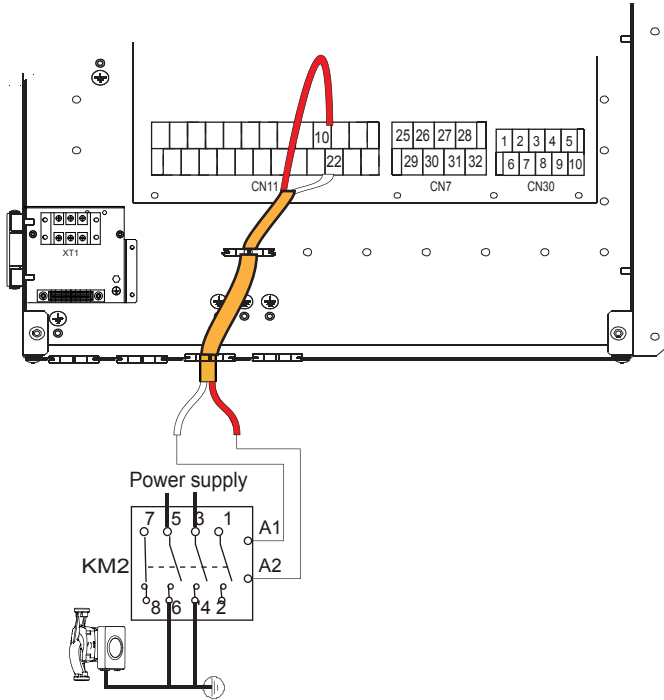 10
22
CN11
25 26 27 28
29 30 31 32
CN7
1 2 3 4 5
6 7 8 9 10
CN30
XT1
Power supply
7 5 3 1
A1
KM2
A2
8 6 4 2